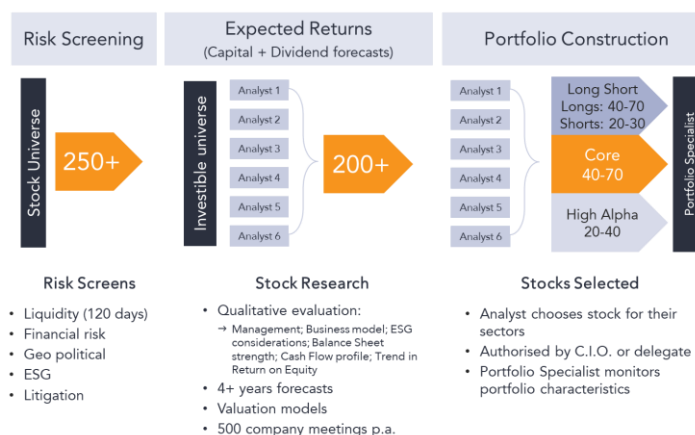 Risk Screening
Stock Universe
250+
Risk Screens
• Liquidity (120 days)
• Financial risk
• Geo political
• ESG
• Litigation
Expected Returns
(Capital + Dividend forecasts)
Investible universe
Analyst 1
Analyst 2
Analyst 3
Analyst 4
Analyst 5
Analyst 6
200+
Stock Research
• Qualitative evaluation:
→ Management; Business model; ESG
considerations; Balance Sheet
strength; Cash Flow profile; Trend in
Return on Equity
• 4+ years forecasts
• Valuation models
• 500 company meetings p.a.
Portfolio Construction
Analyst 1
Analyst 2
Analyst 3
Analyst 4
Analyst 5
Analyst 6
Long Short
Longs: 40-70
Shorts: 20-30
Core
40-70
High Alpha
20-40
Portfolio Specialist
Stocks Selected
• Analyst chooses stock for their
sectors
• Authorised by C.I.O. or delegate
• Portfolio Specialist monitors
portfolio characteristics